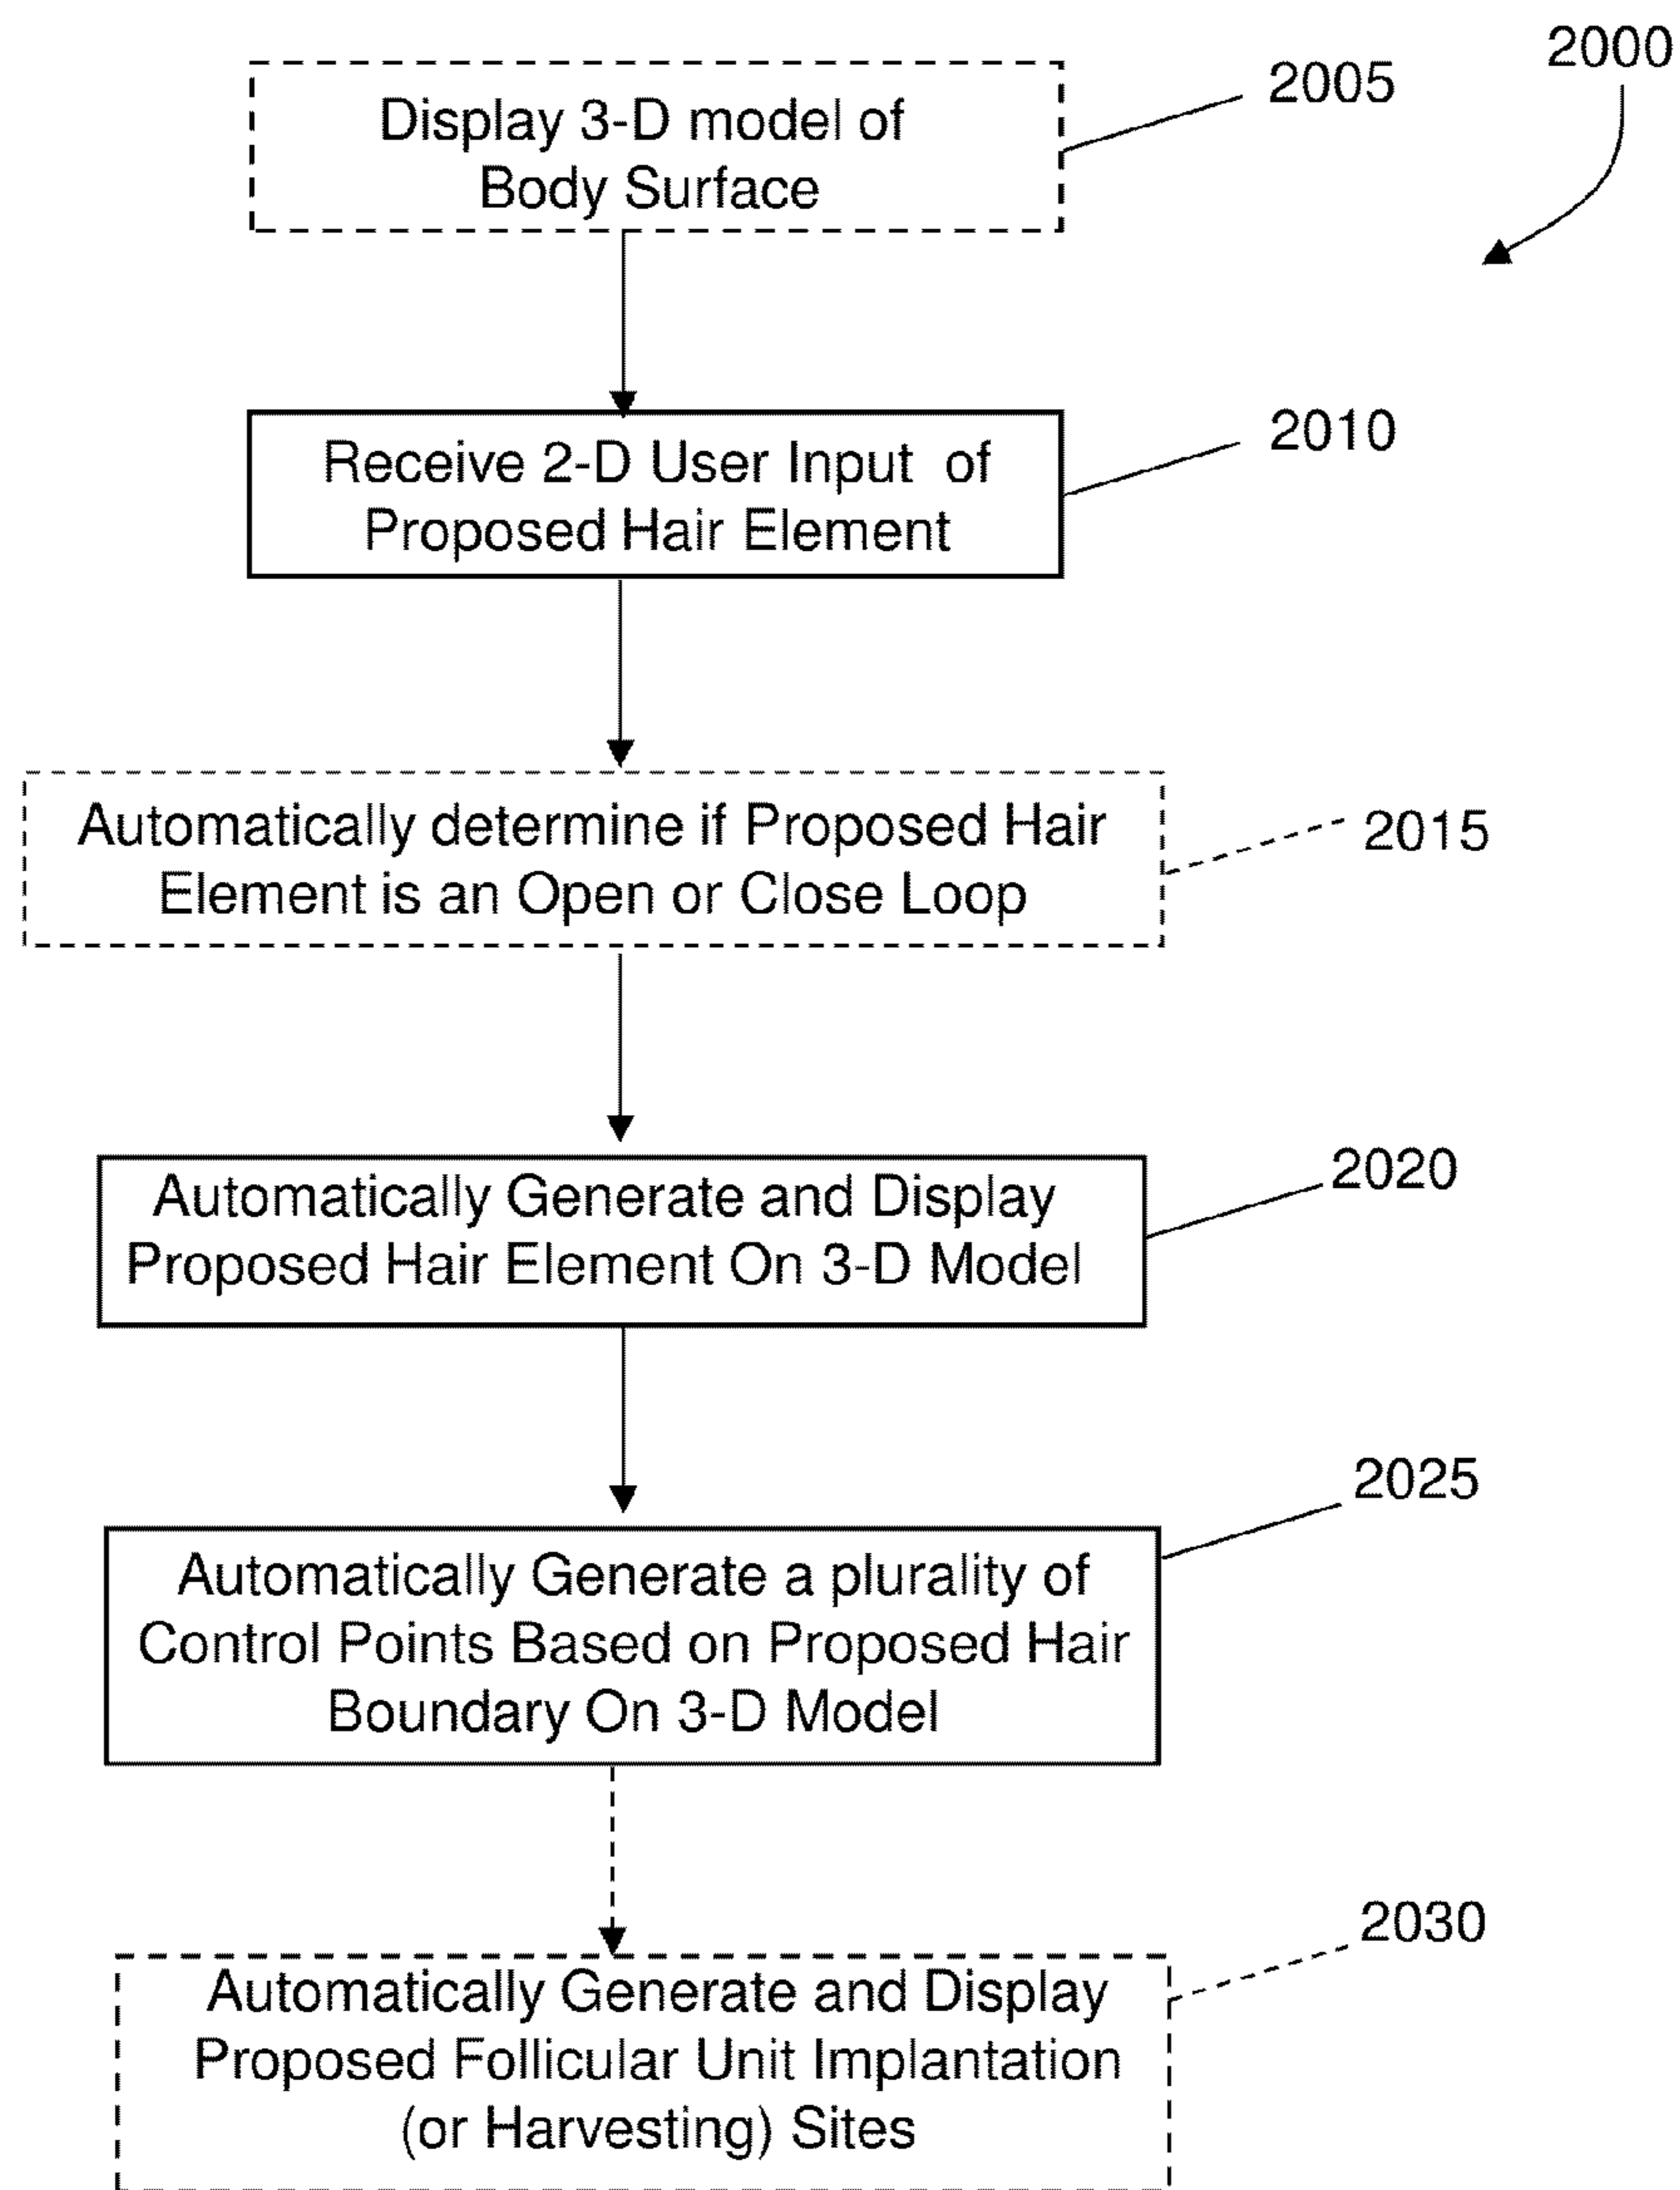 2000
Display 3-D model of
Body Surface
2005
Receive 2-D User Input of
Proposed Hair Element
2010
Automatically determine if Proposed Hair
Element is an Open or Close Loop
2015
Automatically Generate and Display
Proposed Hair Element On 3-D Model
2020
Automatically Generate a plurality of
Control Points Based on Proposed Hair
Boundary On 3-D Model
2025
Automatically Generate and Display
Proposed Follicular Unit Implantation
(or Harvesting) Sites
2030